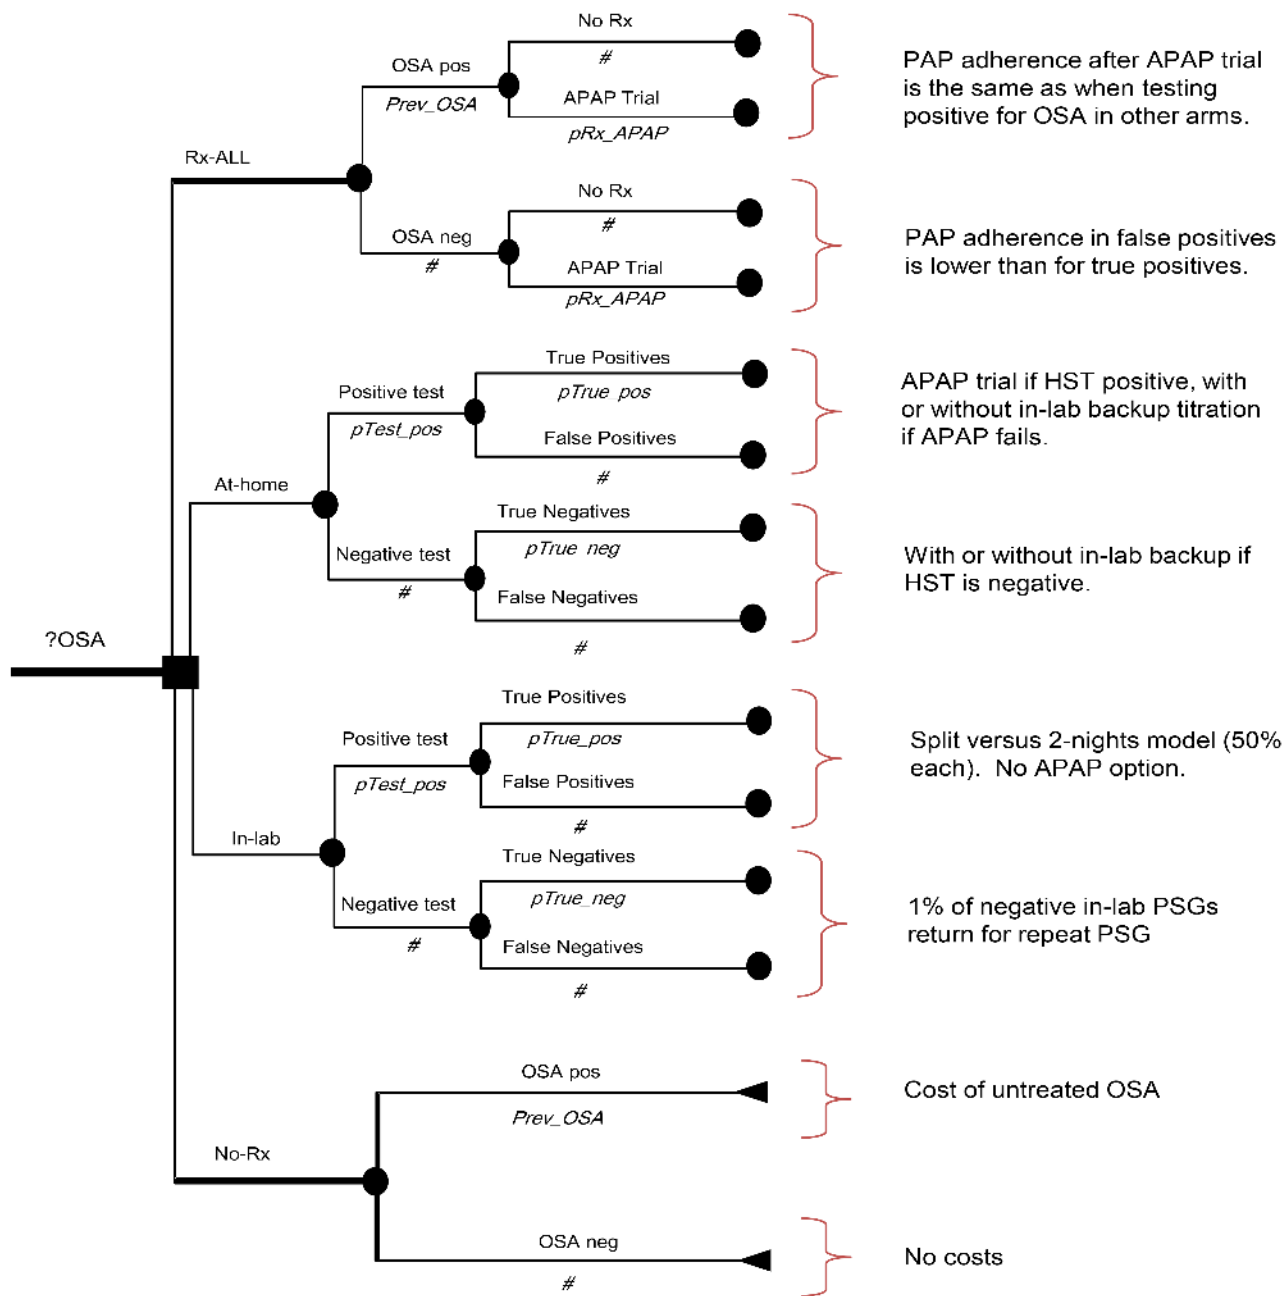 No Rx
#
OSA pos
Prev_OSA
APAP Trial
pRx_APAP
PAP adherence after APAP trial
is the same as when testing
positive for OSA in other arms.
Rx-ALL
No Rx
#
OSA neg
#
APAP Trial
pRx_APAP
PAP adherence in false positives
is lower than for true positives.
True Positives
pTrue_pos
Positive test
pTest_pos
False Positives
#
APAP trial if HST positive, with
or without in-lab backup titration
if APAP fails.
At-home
True Negatives
pTrue_neg
Negative test
#
False Negatives
#
With or without in-lab backup if
HST is negative.
?OSA
True Positives
pTrue_pos
Positive test
pTest_pos
False Positives
#
Split versus 2-nights model (50%
each).  No APAP option.
In-lab
True Negatives
pTrue_neg
Negative test
#
False Negatives
#
1% of negative in-lab PSGs
return for repeat PSG
OSA pos
Prev_OSA
Cost of untreated OSA
No-Rx
OSA neg
#
No costs